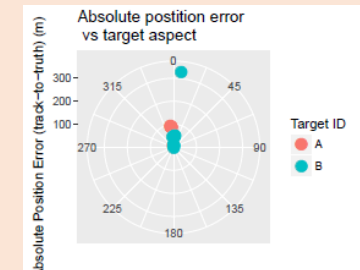 Absolute postition error
vs target aspect
bsolute Position Error (track−to−truth) (m)
300
200
100
0
45
90
135
180
225
270
315
Target ID
A
B